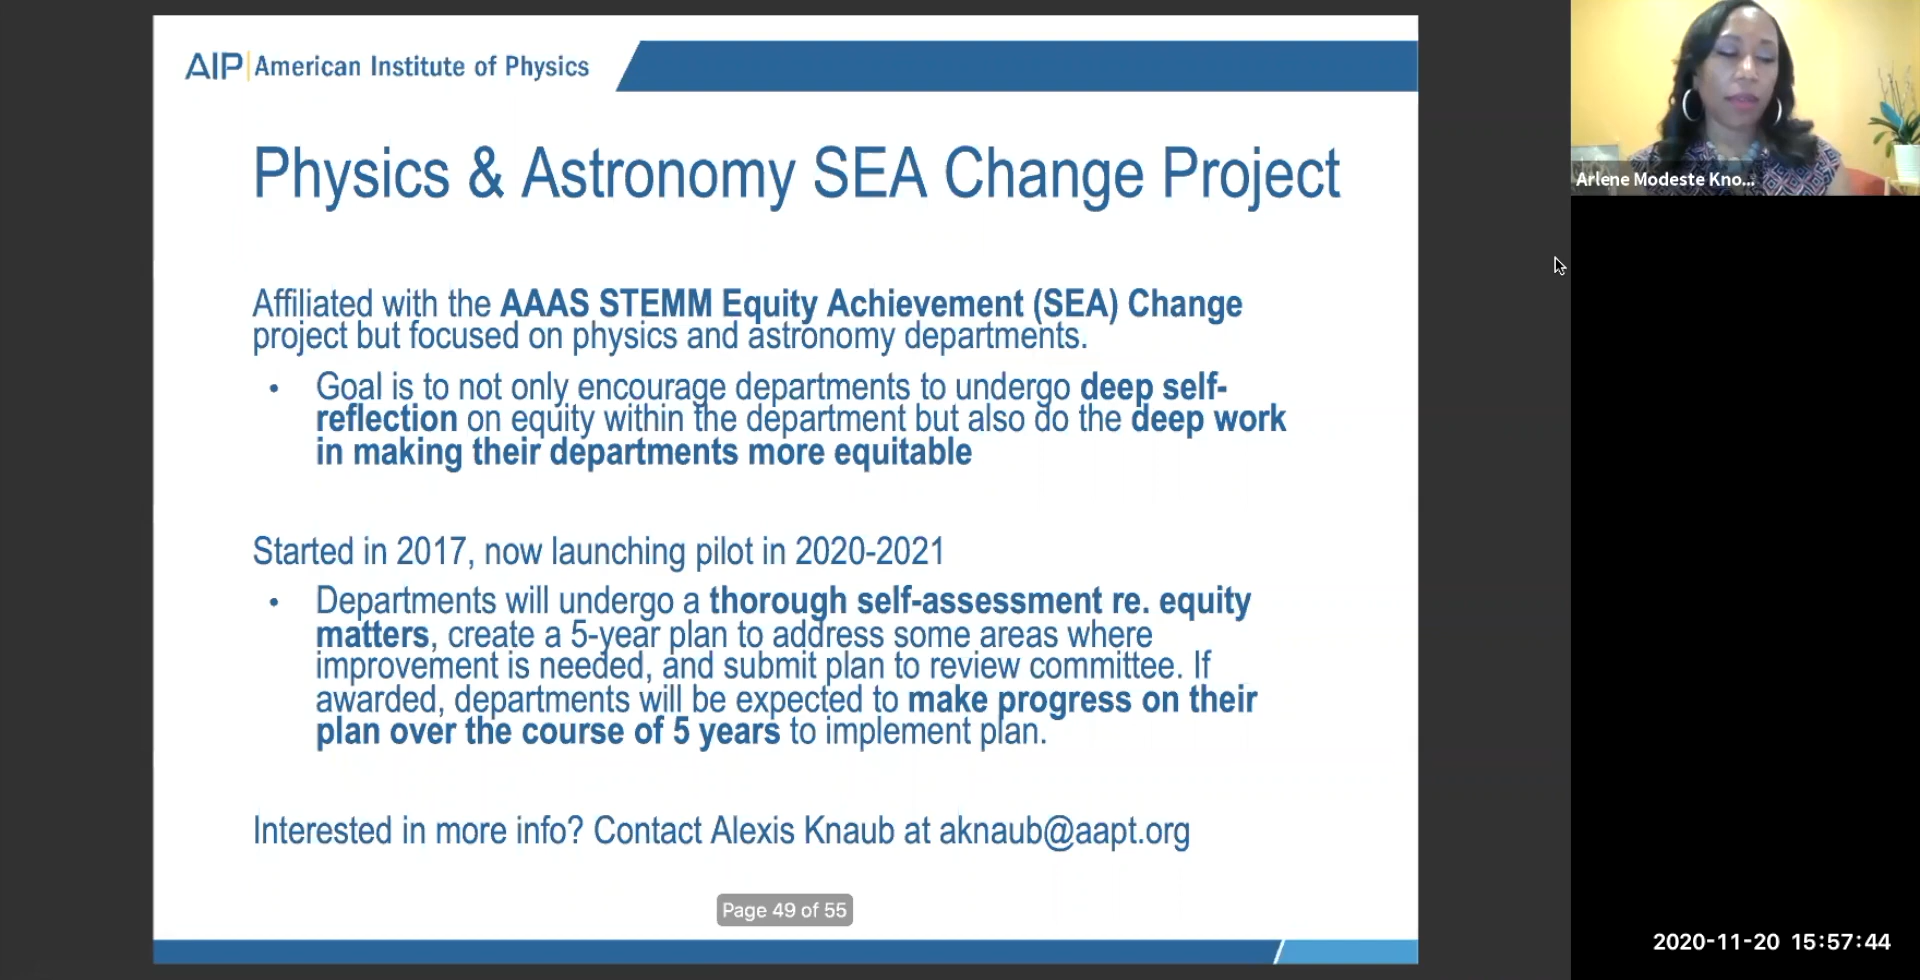 AIP American Institute of Physics
Physics & Astronomy SEA Change Project
Affiliated with the AAAS STEMM Equity Achievement (SEA) Change
project but focused on physics and astronomy departments.
• Goal is to not only encourage departments to undergo deep self-
reflection on equity within the department but also do the deep work
in making their departments more equitable
Started in 2017, now launching pilot in 2020-2021
• Departments will undergo a thorough self-assessment re. equity
matters, create a 5-year plan to address some areas where
improvement is needed, and submit plan to review committee. If
awarded, departments will be expected to make progress on their
plan over the course of 5 years to implement plan.
Interested in more info? Contact Alexis Knaub at aknaub@aapt.org
Page 49 of 55
Arlene Modeste Kno...
2020-11-20 15:57:44